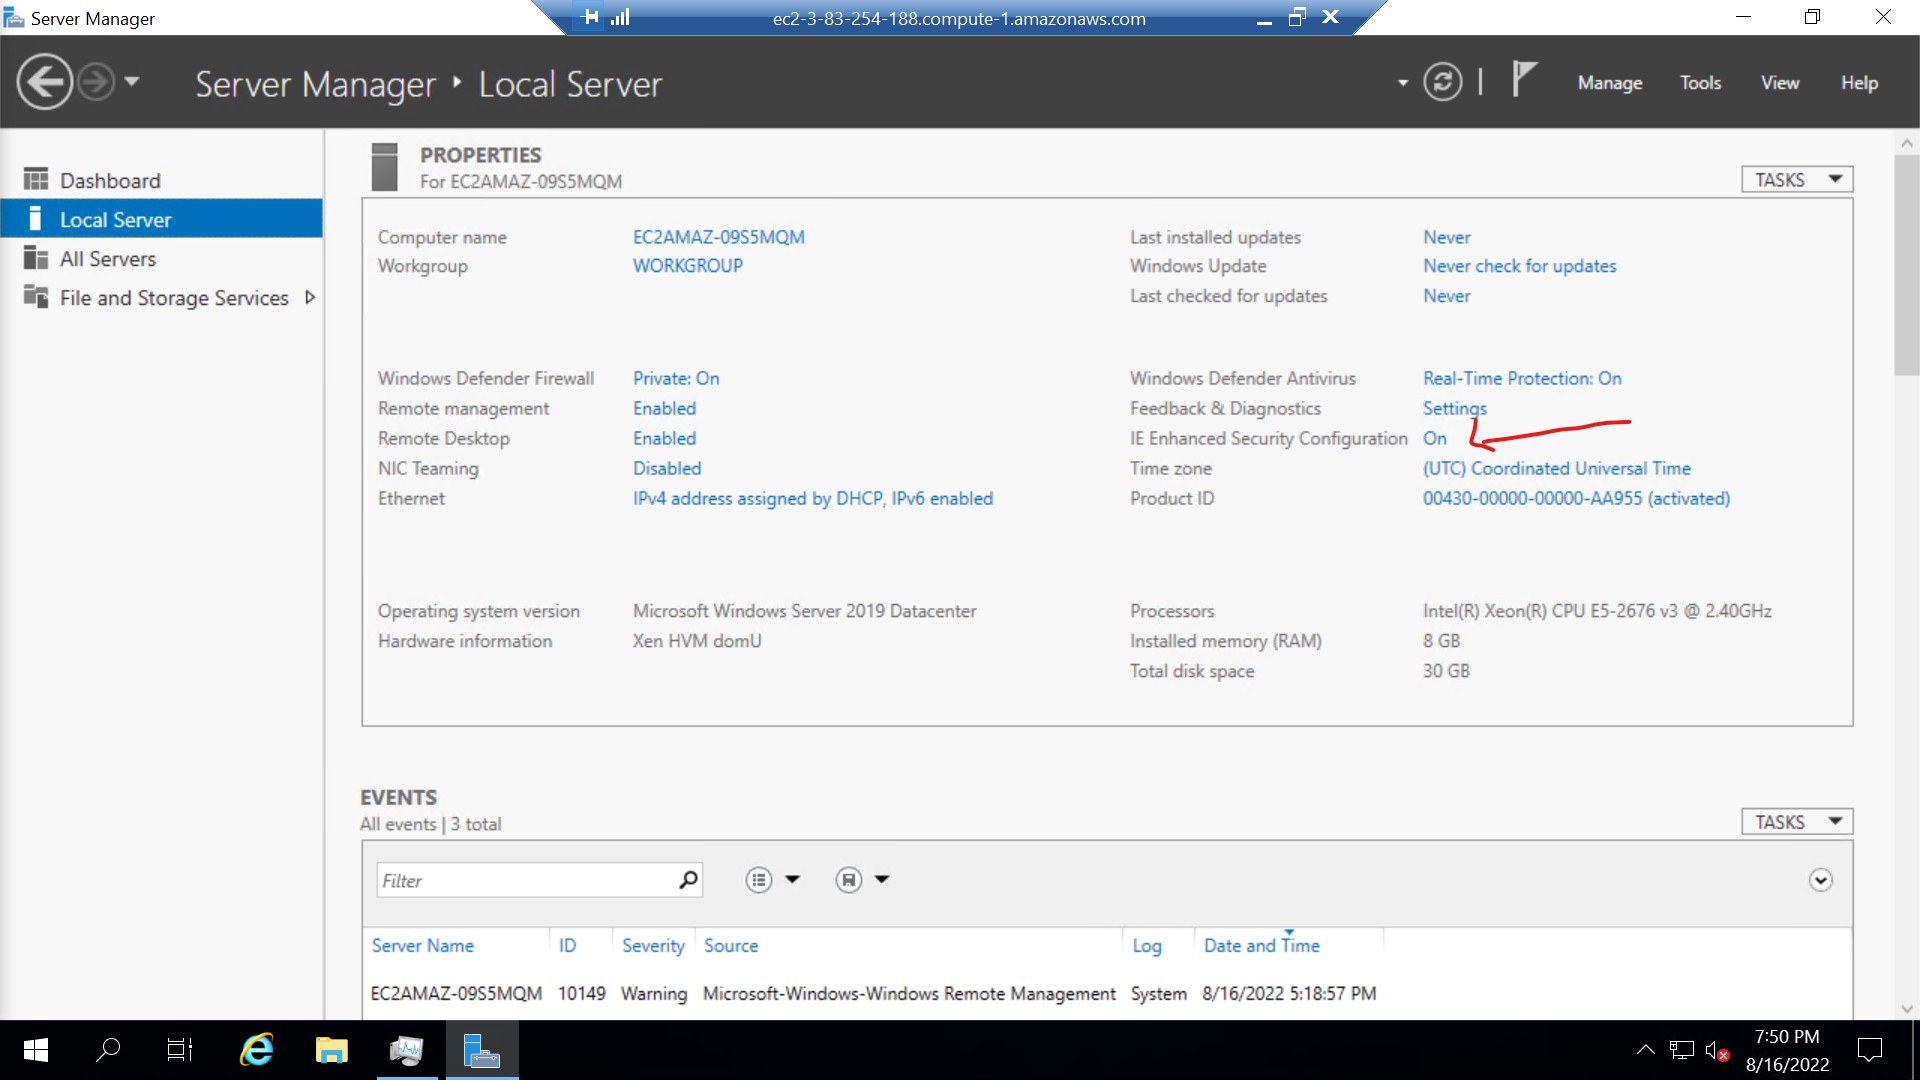 Server Manager
ec2-3-83-254-188.compute-1.amazonaws.com
Server Manager Local Server
Manage Tools View Help
Dashboard
Local Server
All Servers
File and Storage Services
PROPERTIES
For EC2AMAZ-09S5MQM
TASKS
Computer name EC2AMAZ-09S5MQM Last installed updates Never
Workgroup WORKGROUP Windows Update Never check for updates
Last checked for updates Never
Windows Defender Firewall Private: On Windows Defender Antivirus Real-Time Protection: On
Remote management Enabled Feedback & Diagnostics Settings
Remote Desktop Enabled IE Enhanced Security Configuration On
NIC Teaming Disabled Time zone (UTC) Coordinated Universal Time
Ethernet IPv4 address assigned by DHCP, IPv6 enabled Product ID 00430-00000-00000-AA955 (activated)
Operating system version Microsoft Windows Server 2019 Datacenter Processors Intel(R) Xeon(R) CPU E5-2676 v3 @ 2.40GHz
Hardware information Xen HVM domU Installed memory (RAM) 8 GB
Total disk space 30 GB
EVENTS
All events | 3 total
TASKS
Filter
Server Name ID Severity Source Log Date and Time
EC2AMAZ-09S5MQM 10149 Warning Microsoft-Windows-Windows Remote Management System 8/16/2022 5:18:57 PM
7:50 PM
8/16/2022